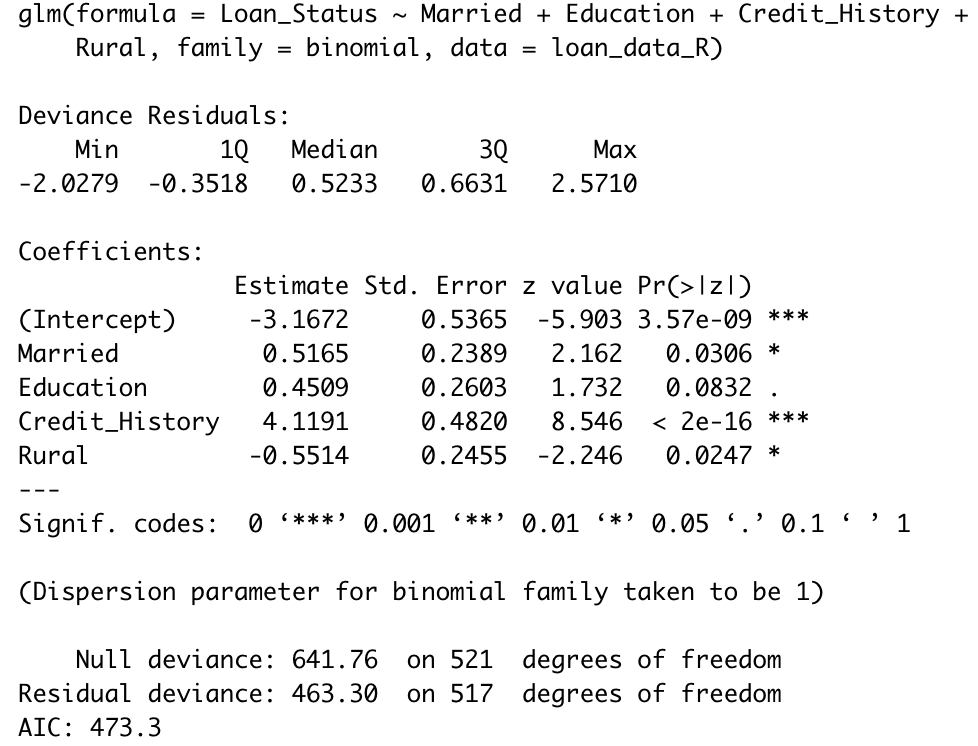 glm(formula = Loan_Status ~ Married + Education + Credit_History +
    Rural, family = binomial, data = loan_data_R)

Deviance Residuals:
    Min       1Q   Median       3Q      Max
-2.0279  -0.3518   0.5233   0.6631   2.5710

Coefficients:
               Estimate Std. Error z value Pr(>|z|)
(Intercept)     -3.1672     0.5365  -5.903 3.57e-09 ***
Married          0.5165     0.2389   2.162   0.0306 *
Education        0.4509     0.2603   1.732   0.0832 .
Credit_History   4.1191     0.4820   8.546  < 2e-16 ***
Rural           -0.5514     0.2455  -2.246   0.0247 *
---
Signif. codes:  0 ‘***’ 0.001 ‘**’ 0.01 ‘*’ 0.05 ‘.’ 0.1 ‘ ’ 1

(Dispersion parameter for binomial family taken to be 1)

    Null deviance: 641.76  on 521  degrees of freedom
Residual deviance: 463.30  on 517  degrees of freedom
AIC: 473.3